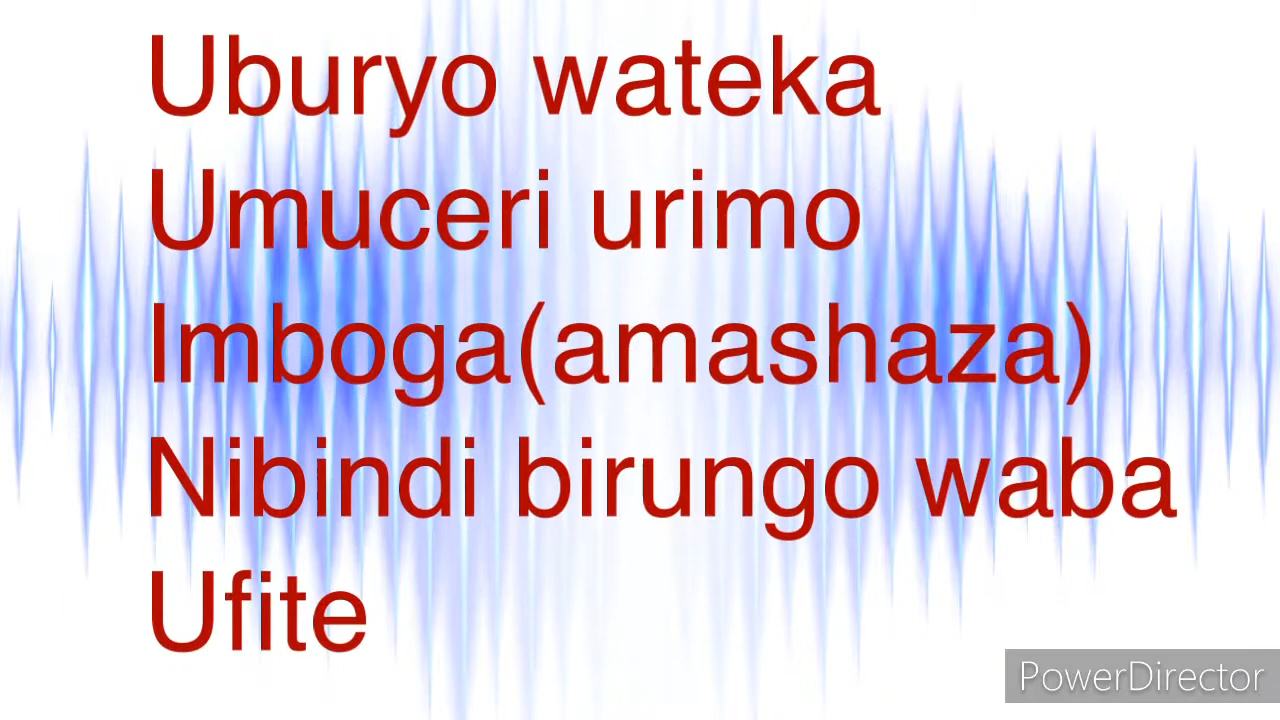 Uburyo wateka
Umuceri urimo
Imboga(amashaza)
Nibindi birungo waba
Ufite
PowerDirector